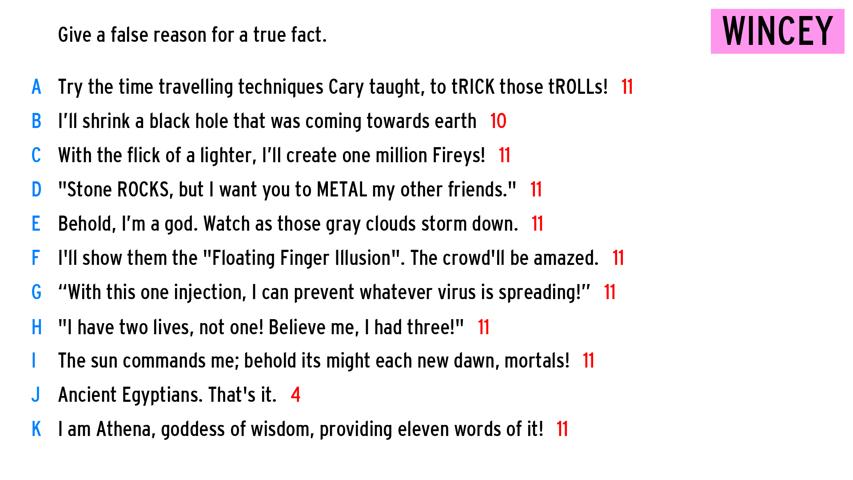 WINCEY
Give a false reason for a true fact.
A Try the time travelling techniques Cary taught, to tRICK those tROLLs! 11
B I’ll shrink a black hole that was coming towards earth 10
C With the flick of a lighter, I’ll create one million Fireys! 11
D "Stone ROCKS, but I want you to METAL my other friends." 11
E Behold, I’m a god. Watch as those gray clouds storm down. 11
F I'll show them the "Floating Finger Illusion". The crowd'll be amazed. 11
G “With this one injection, I can prevent whatever virus is spreading!” 11
H "I have two lives, not one! Believe me, I had three!" 11
I The sun commands me; behold its might each new dawn, mortals! 11
J Ancient Egyptians. That's it. 4
K I am Athena, goddess of wisdom, providing eleven words of it! 11